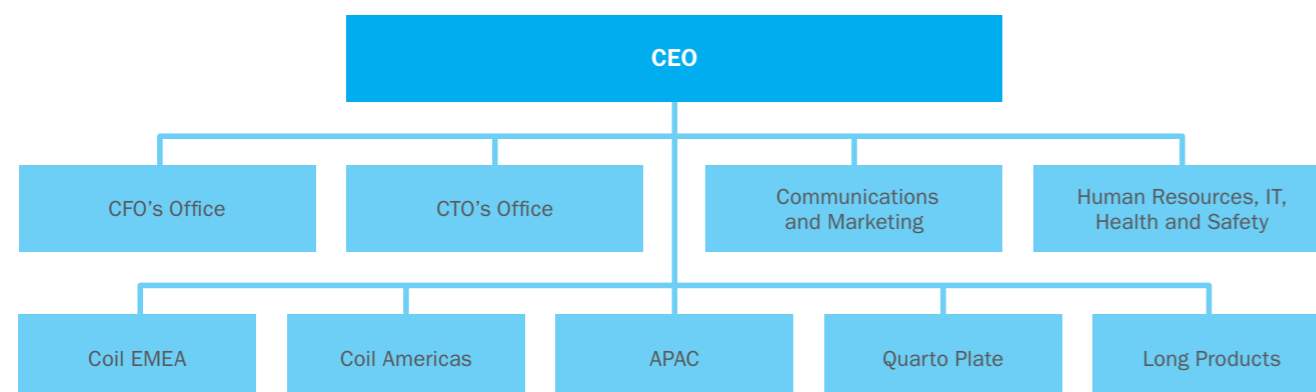 CEO
CFO’s Office
CTO’s Office
Communications
and Marketing
Human Resources, IT,
Health and Safety
Coil EMEA
Coil Americas
APAC
Quarto Plate
Long Products